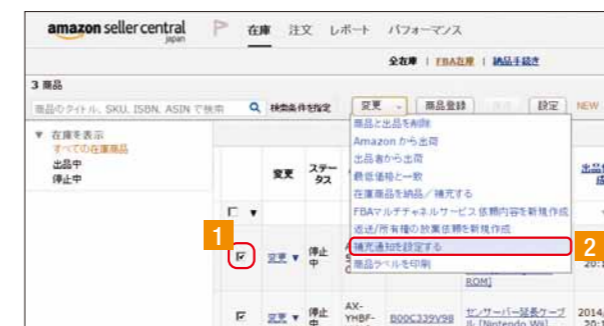 amazon seller central
japan
在庫 注文 レポート パフォーマンス
全在庫 | FBA在庫 | 納品手続き
3 商品
商品のタイトル, SKU, ISBN, ASIN で検索 検索条件を指定 変更 商品登録 設定 NEW
商品と出品を削除
Amazon から出荷
出品者から出荷
最低価格と一致
在庫商品を納品/補充する
FBAマルチチャネルサービス依頼内容を新規作成
返送/所有権の放棄依頼を新規作成
補充通知を設定する
商品ラベルを印刷
▼ 在庫を表示
すべての在庫商品
出品中
停止中
変更 ステータス
1
2
変更 ▼ 停止中
ROM]
変更 ▼ 停止中 AX-YHBF- B00C339V98 センサーバー延長ケーブル [Nintendo Wii] 2014